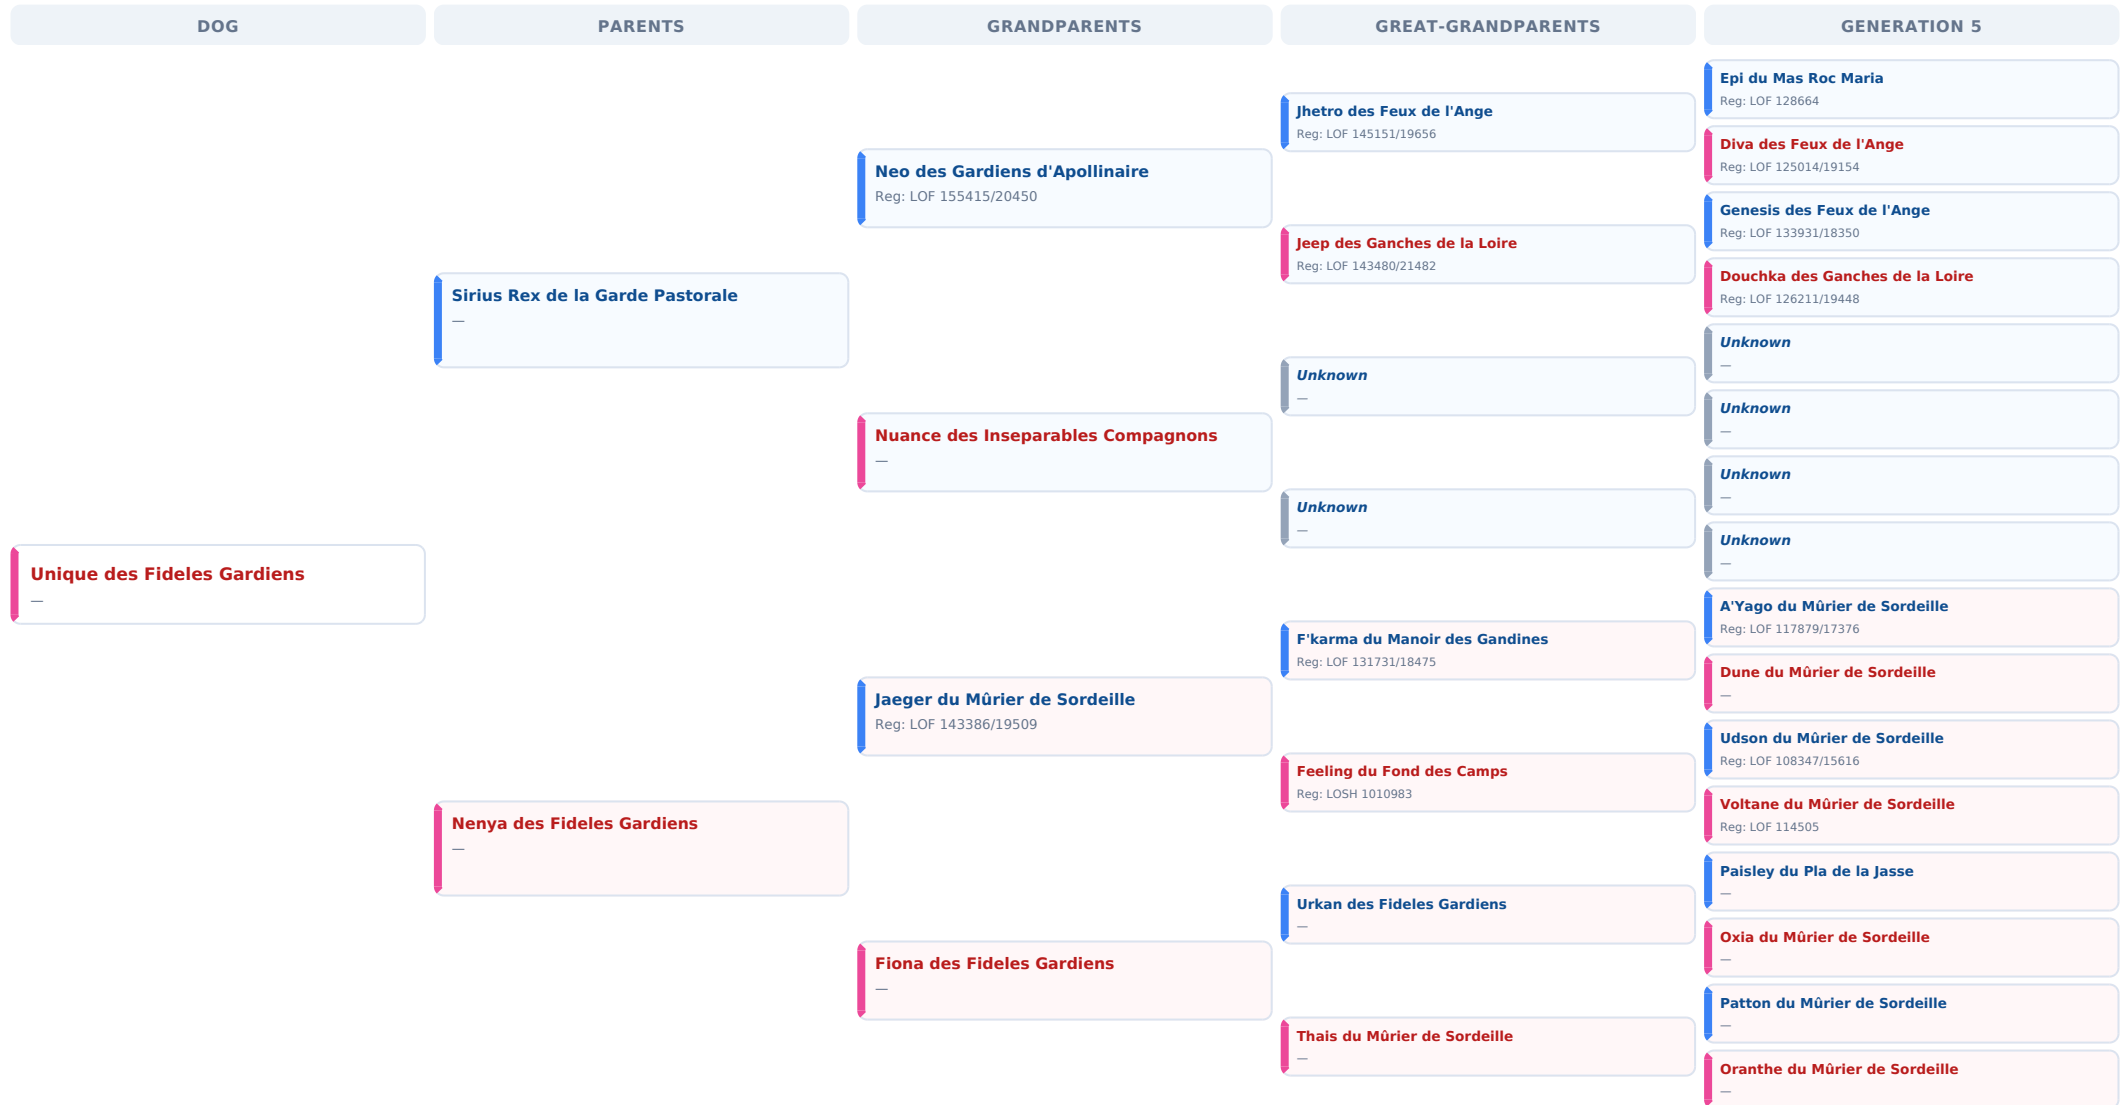 DOG
PARENTS
GRANDPARENTS
GREAT-GRANDPARENTS
GENERATION 5
Unique des Fideles Gardiens
—
Sirius Rex de la Garde Pastorale
—
Nenya des Fideles Gardiens
—
Neo des Gardiens d'Apollinaire
Reg: LOF 155415/20450
Nuance des Inseparables Compagnons
—
Jaeger du Mûrier de Sordeille
Reg: LOF 143386/19509
Fiona des Fideles Gardiens
—
Jhetro des Feux de l'Ange
Reg: LOF 145151/19656
Jeep des Ganches de la Loire
Reg: LOF 143480/21482
Unknown
—
Unknown
—
F'karma du Manoir des Gandines
Reg: LOF 131731/18475
Feeling du Fond des Camps
Reg: LOSH 1010983
Urkan des Fideles Gardiens
—
Thais du Mûrier de Sordeille
—
Epi du Mas Roc Maria
Reg: LOF 128664
Diva des Feux de l'Ange
Reg: LOF 125014/19154
Genesis des Feux de l'Ange
Reg: LOF 133931/18350
Douchka des Ganches de la Loire
Reg: LOF 126211/19448
Unknown
—
Unknown
—
Unknown
—
Unknown
—
A'Yago du Mûrier de Sordeille
Reg: LOF 117879/17376
Dune du Mûrier de Sordeille
—
Udson du Mûrier de Sordeille
Reg: LOF 108347/15616
Voltane du Mûrier de Sordeille
Reg: LOF 114505
Paisley du Pla de la Jasse
—
Oxia du Mûrier de Sordeille
—
Patton du Mûrier de Sordeille
—
Oranthe du Mûrier de Sordeille
—